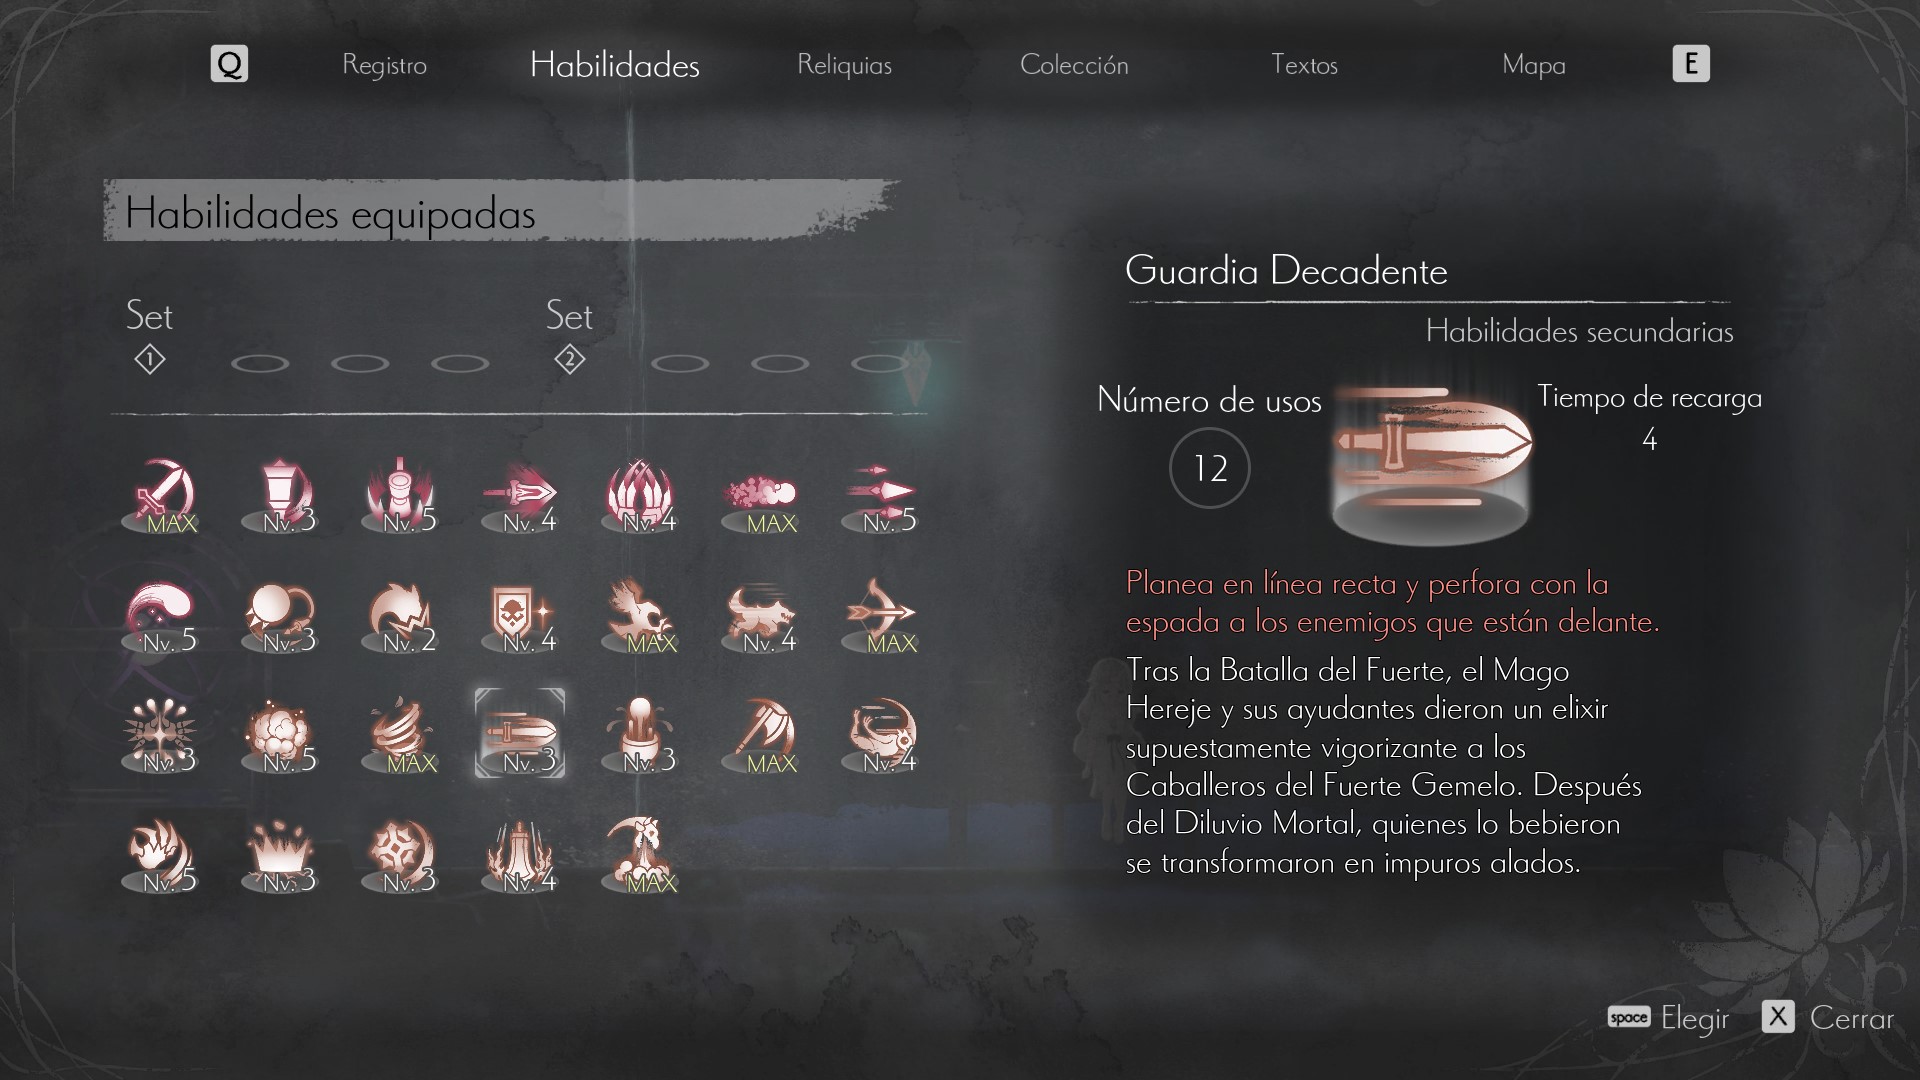 Q Registro Habilidades Reliquias Colección Textos Mapa E
Habilidades equipadas
Set Set
1 2
MAX Nv. 3 Nv. 5 Nv. 4 Nv. 4 MAX Nv. 5
Nv. 5 Nv. 3 Nv. 2 Nv. 4 MAX Nv. 4 MAX
Nv. 3 Nv. 5 MAX Nv. 3 Nv. 3 MAX Nv. 4
Nv. 5 Nv. 3 Nv. 3 Nv. 4 MAX
Guardia Decadente
Habilidades secundarias
Número de usos
12
Tiempo de recarga
4
Planea en línea recta y perfora con la
espada a los enemigos que están delante.
Tras la Batalla del Fuerte, el Mago
Hereje y sus ayudantes dieron un elixir
supuestamente vigorizante a los
Caballeros del Fuerte Gemelo. Después
del Diluvio Mortal, quienes lo bebieron
se transformaron en impuros alados.
space Elegir X Cerrar